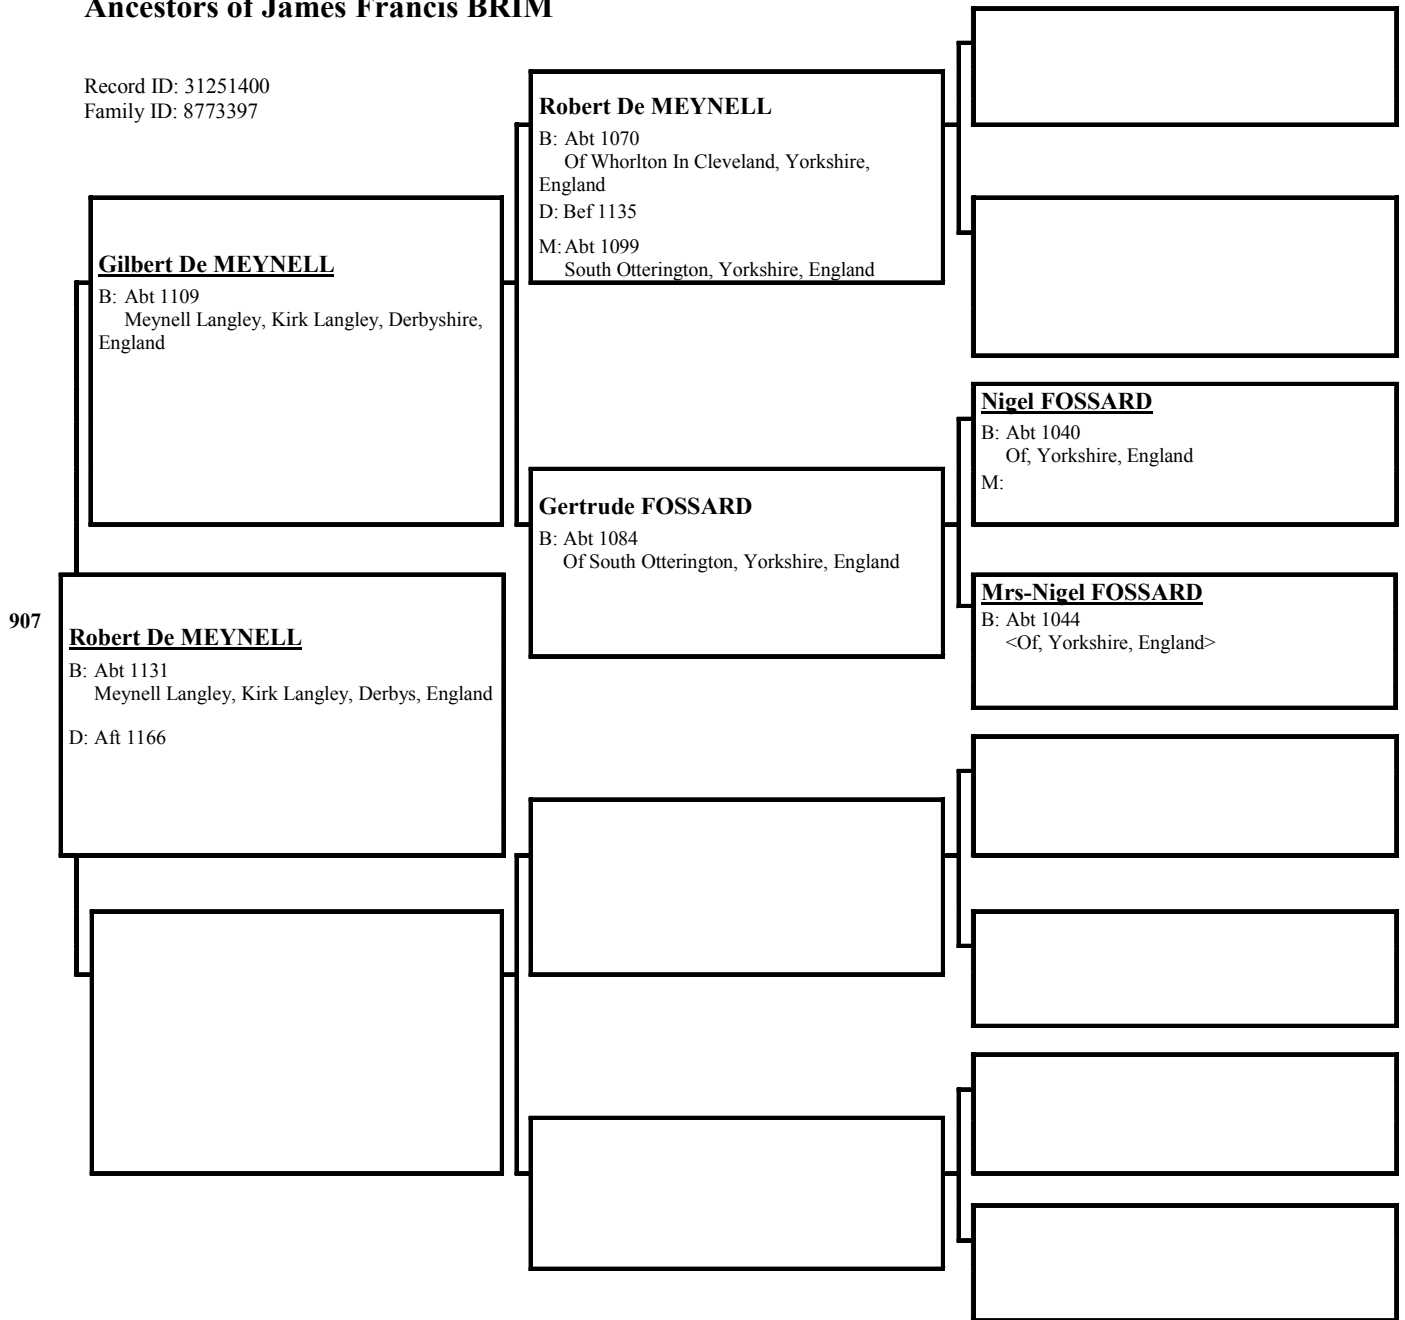 Ancestors of James Francis BRIM
Record ID: 31251400
Family ID: 8773397
Robert De MEYNELL
B: Abt 1070
Of Whorlton In Cleveland, Yorkshire,
England
D: Bef 1135
M: Abt 1099
South Otterington, Yorkshire, England
Gilbert De MEYNELL
B: Abt 1109
Meynell Langley, Kirk Langley, Derbyshire,
England
Nigel FOSSARD
B: Abt 1040
Of, Yorkshire, England
M:
Gertrude FOSSARD
B: Abt 1084
Of South Otterington, Yorkshire, England
Mrs-Nigel FOSSARD
B: Abt 1044
<Of, Yorkshire, England>
907
Robert De MEYNELL
B: Abt 1131
Meynell Langley, Kirk Langley, Derbys, England
D: Aft 1166